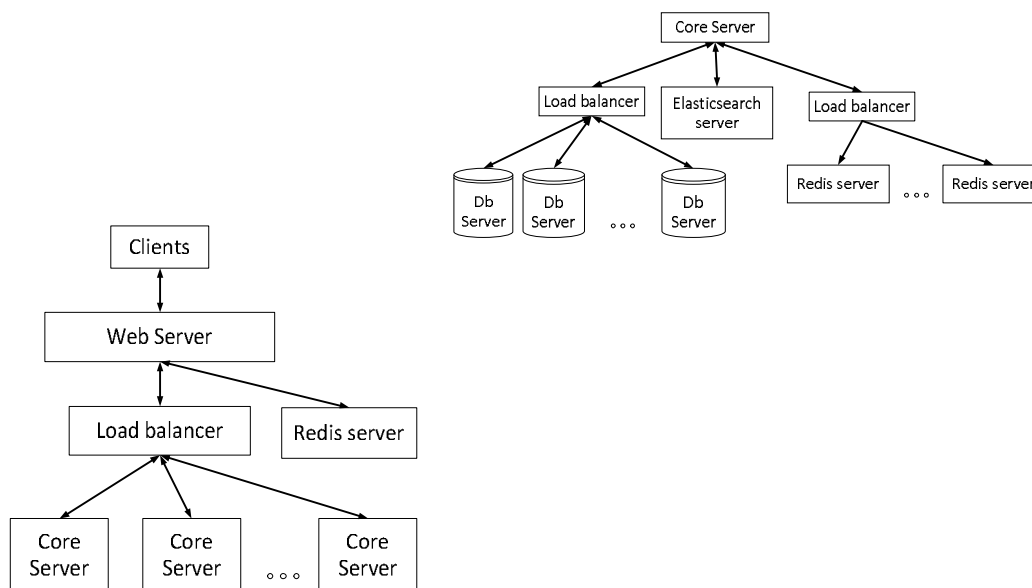 Core Server
Load balancer
Elasticsearch
server
Load balancer
Redis server
Redis server
Db
Server
Db
Server
Db
Server
Clients
Web Server
Load balancer
Redis server
Core
Server
Core
Server
Core
Server